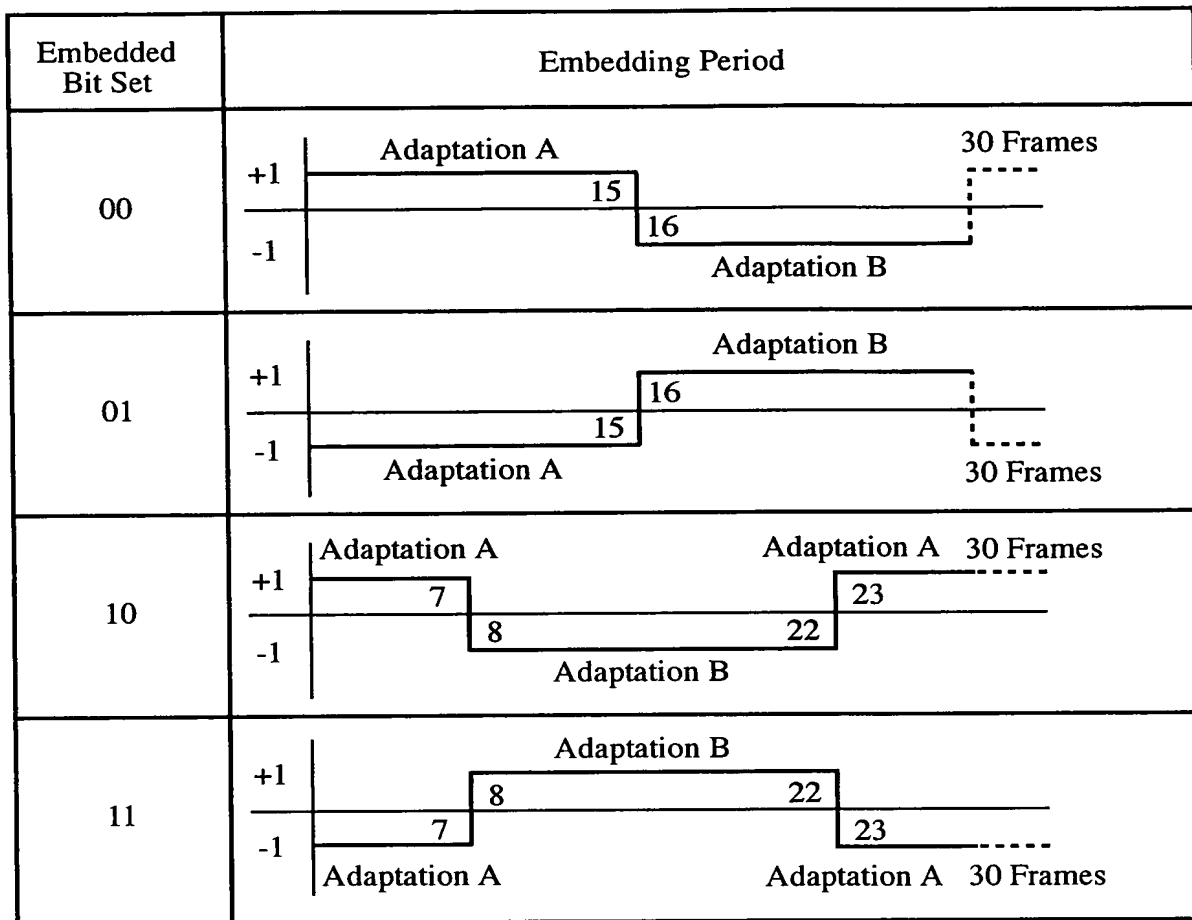 Embedded
Bit Set
Embedding Period
00
+1
-1
Adaptation A
15
16
Adaptation B
30 Frames
01
+1
-1
Adaptation B
16
15
Adaptation A
30 Frames
10
+1
-1
Adaptation A
Adaptation A
30 Frames
7
23
8
22
Adaptation B
11
+1
-1
Adaptation B
8
22
7
23
Adaptation A
Adaptation A
30 Frames